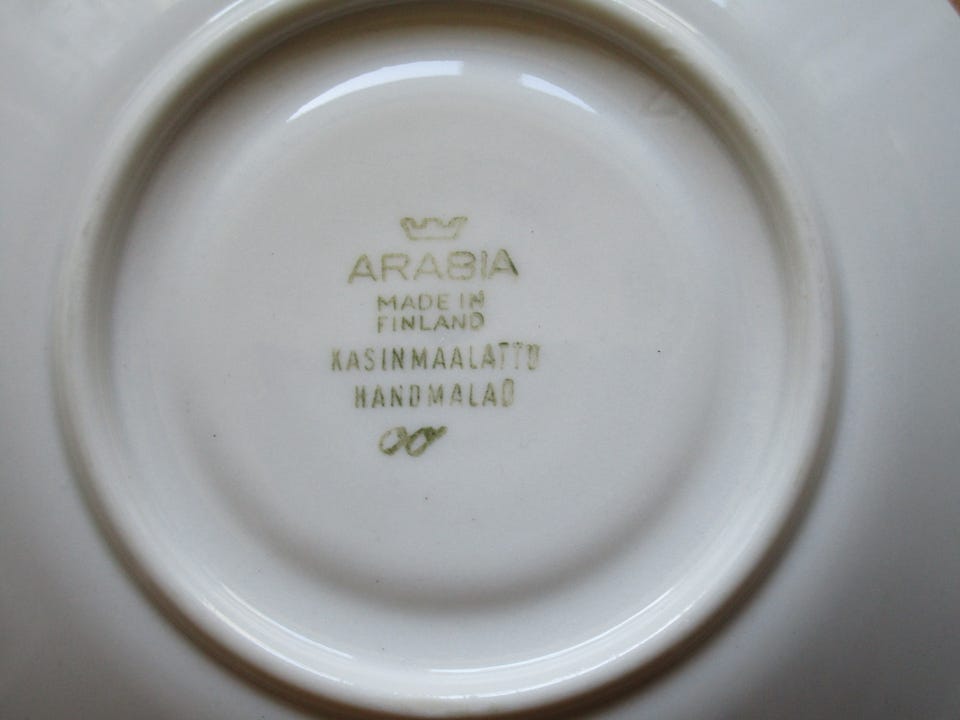 ARABIA
MADE IN
FINLAND
KASINMAALATTU
HANDMALAD